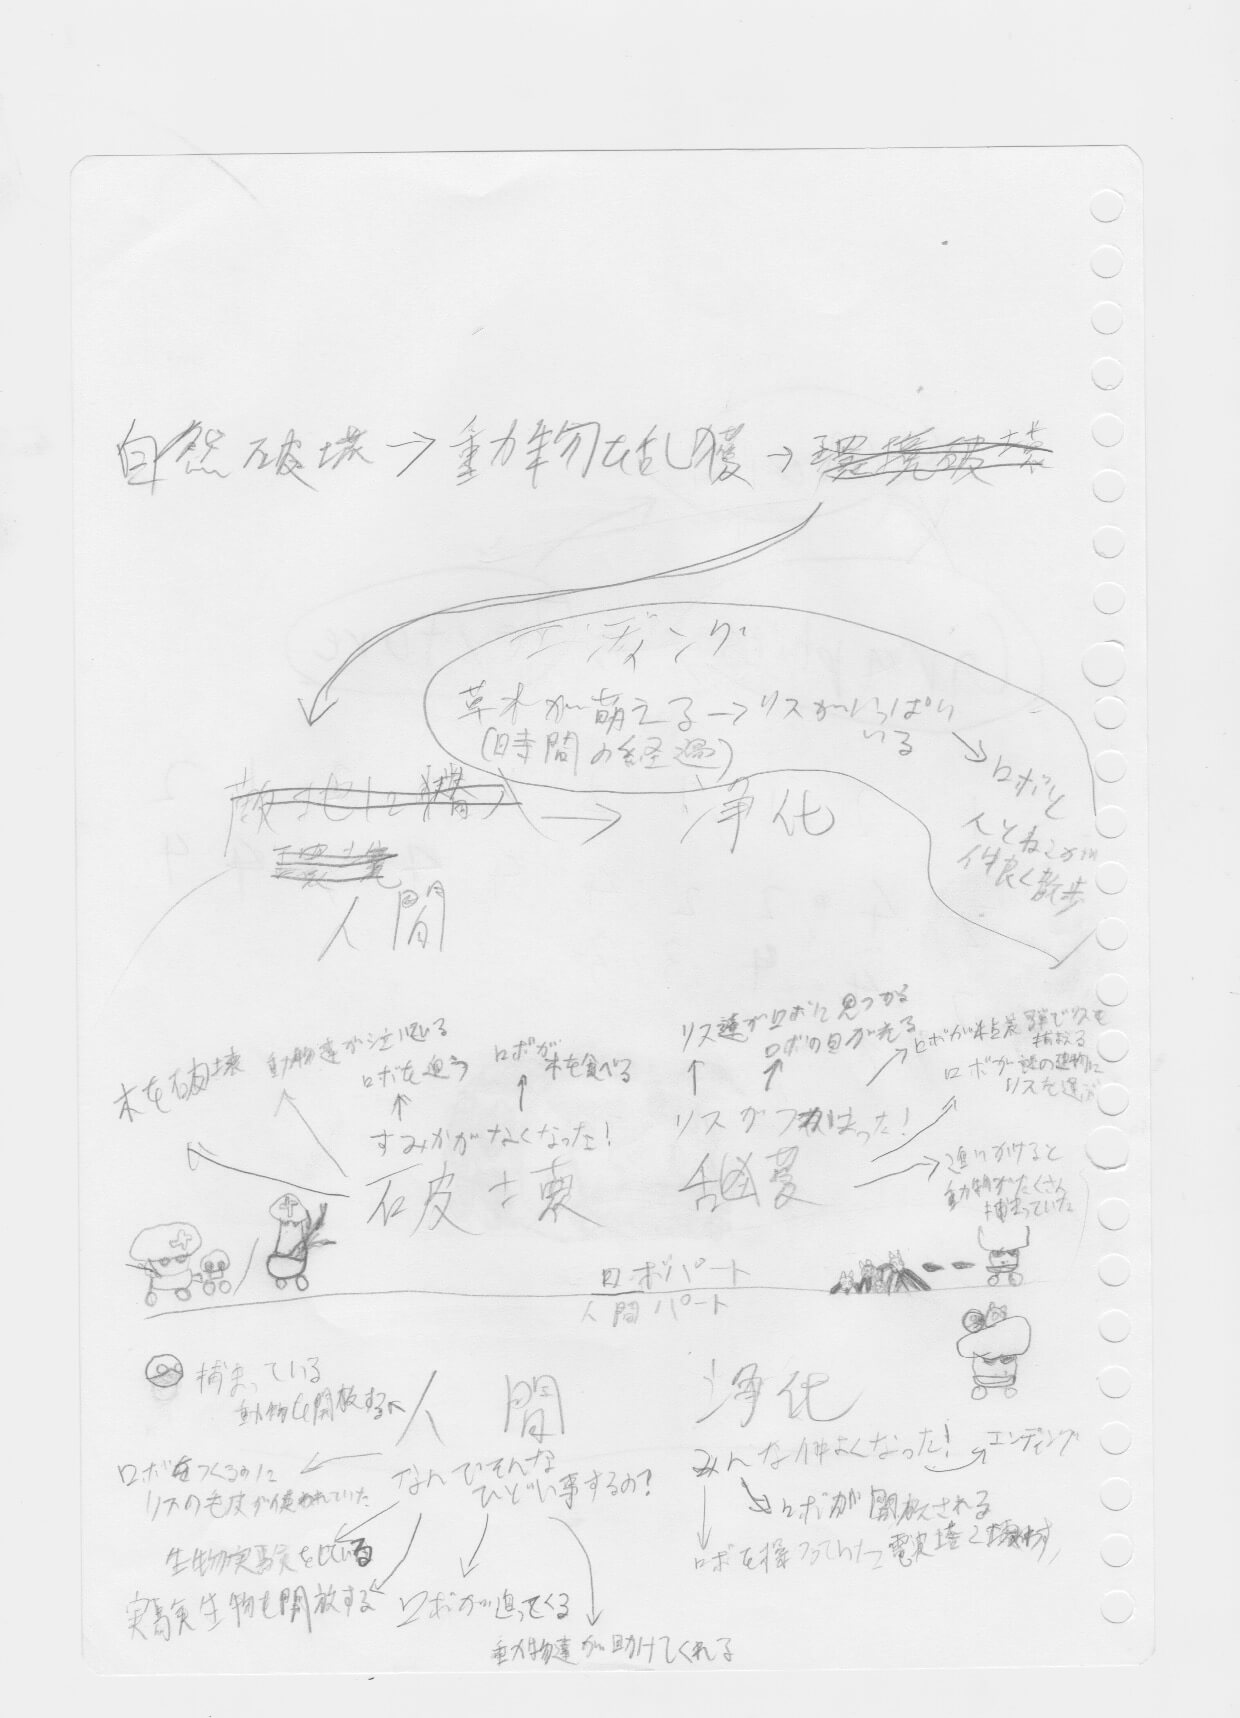 自然破壊→動物を乱獲→環境破壊
エンディング
草木が萌える→リスがいっぱい
いる
(時間の経過)
ロボと
人とねこが
仲良く散歩
敵地に潜入→浄化
環境
人間
木を破壊
動物達が泣いている
ロボを追う
ロボが
木を食べる
すみかがなくなった!
破壊
リス達がロボに見つかる
ロボの目が光る
ロボが粘着弾でリスを
捕える
ロボが謎の建物に
リスを運ぶ
リスがつかまった!
乱獲
追いかけると
動物がたくさん
捕まっていた
ロボパート
人間パート
捕まっている
動物を開放する
人間
ロボをつくるのに
リスの毛皮が使われていた
なんでそんな
ひどい事するの?
生物実験をしている
実験生物も開放する
ロボが追ってくる
動物達が助けてくれる
浄化
みんな仲よくなった!
エンディング
ロボが開放される
ロボを操っていた電波塔を壊す